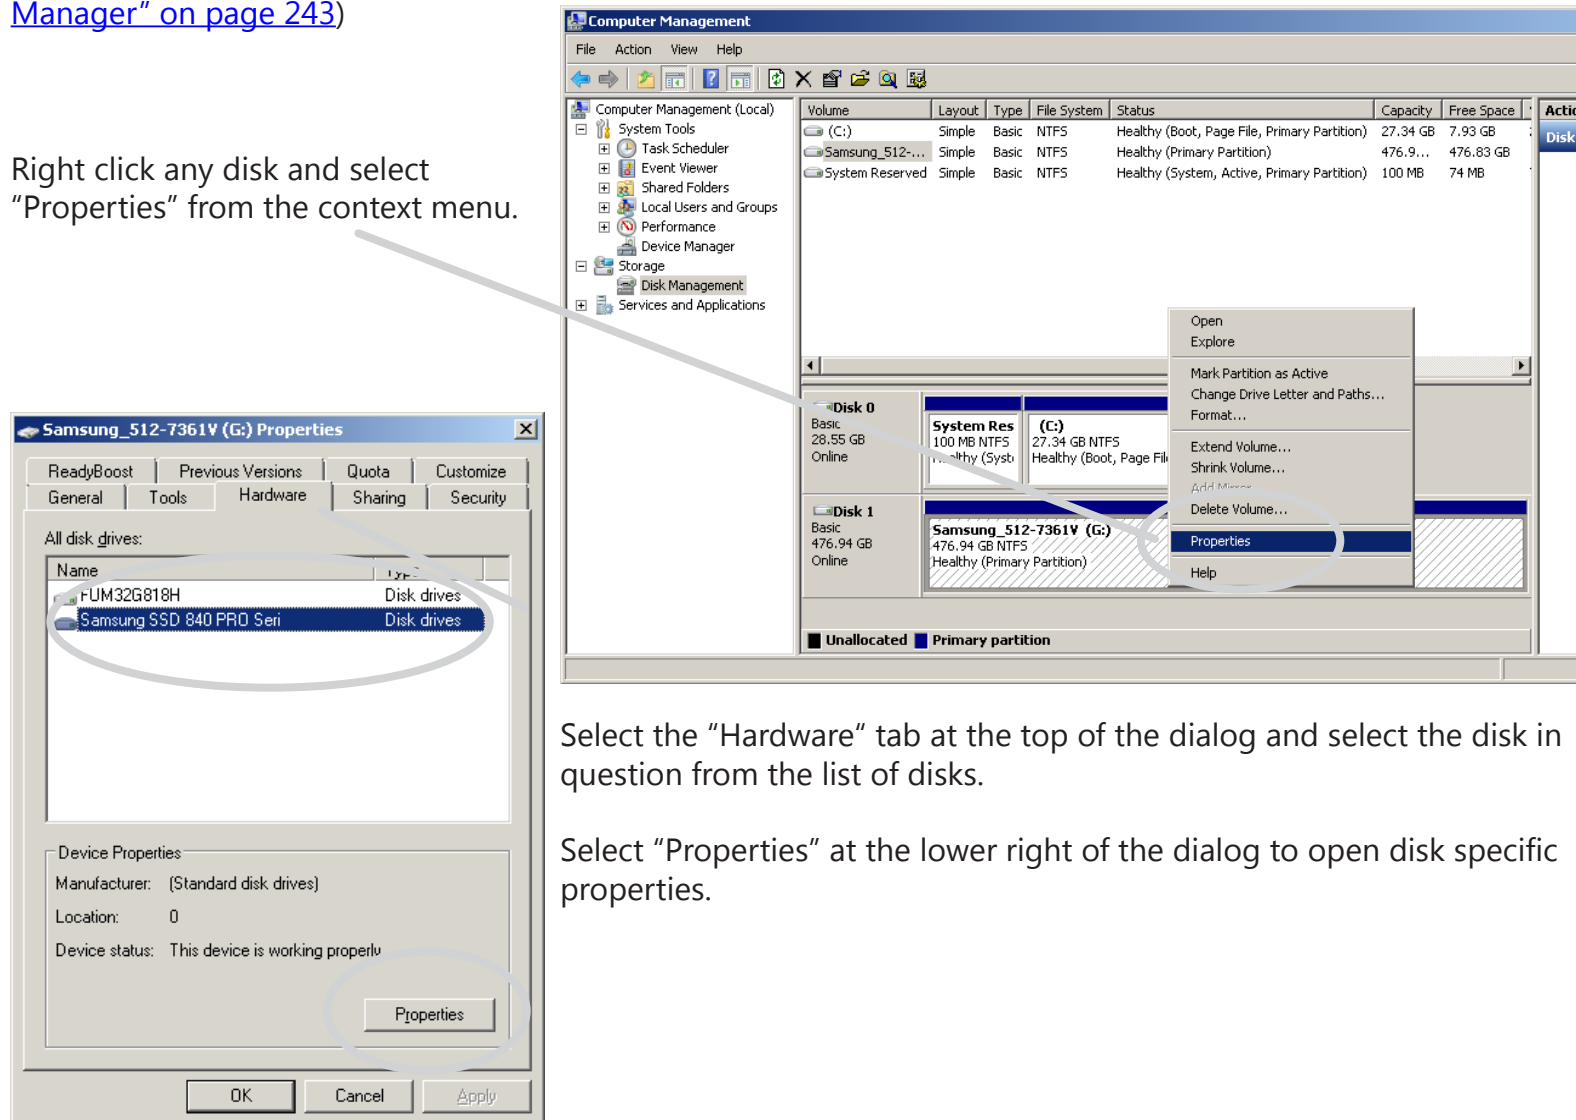 Manager” on page 243)
Right click any disk and select
“Properties” from the context menu.
Computer Management
File Action View Help
Computer Management (Local)
System Tools
Task Scheduler
Event Viewer
Shared Folders
Local Users and Groups
Performance
Device Manager
Storage
Disk Management
Services and Applications
Volume Layout Type File System Status Capacity Free Space
(C:) Simple Basic NTFS Healthy (Boot, Page File, Primary Partition) 27.34 GB 7.93 GB
Samsung_512-... Simple Basic NTFS Healthy (Primary Partition) 476.9... 476.83 GB
System Reserved Simple Basic NTFS Healthy (System, Active, Primary Partition) 100 MB 74 MB
Actio
Disk
Open
Explore
Mark Partition as Active
Change Drive Letter and Paths...
Format...
Extend Volume...
Shrink Volume...
Add Mirror...
Delete Volume...
Properties
Help
Disk 0
Basic
28.55 GB
Online
System Res
100 MB NTFS
Healthy (Syst
(C:)
27.34 GB NTFS
Healthy (Boot, Page Fil
Disk 1
Basic
476.94 GB
Online
Samsung_512-7361V (G:)
476.94 GB NTFS
Healthy (Primary Partition)
Unallocated Primary partition
Samsung_512-7361V (G:) Properties
ReadyBoost Previous Versions Quota Customize
General Tools Hardware Sharing Security
All disk drives:
Name Type
FUM32G818H Disk drives
Samsung SSD 840 PRO Seri Disk drives
Device Properties
Manufacturer: (Standard disk drives)
Location: 0
Device status: This device is working properly
Properties
OK Cancel Apply
Select the “Hardware“ tab at the top of the dialog and select the disk in
question from the list of disks.
Select “Properties” at the lower right of the dialog to open disk specific
properties.